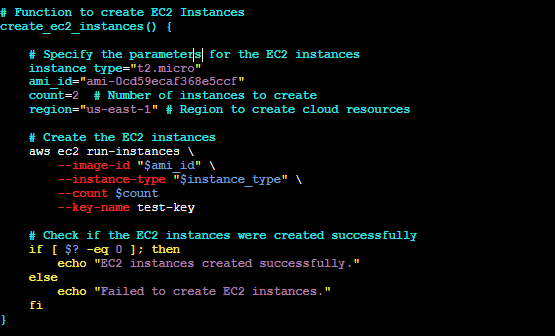 # Function to create EC2 Instances
create_ec2_instances() {
# Specify the parameters for the EC2 instances
instance_type="t2.micro"
ami_id="ami-0cd59ecaf368e5ccf"
count=2 # Number of instances to create
region="us-east-1" # Region to create cloud resources
# Create the EC2 instances
aws ec2 run-instances \
--image-id "$ami_id" \
--instance-type "$instance_type" \
--count $count
--key-name test-key
# Check if the EC2 instances were created successfully
if [ $? -eq 0 ]; then
echo "EC2 instances created successfully."
else
echo "Failed to create EC2 instances."
fi
}